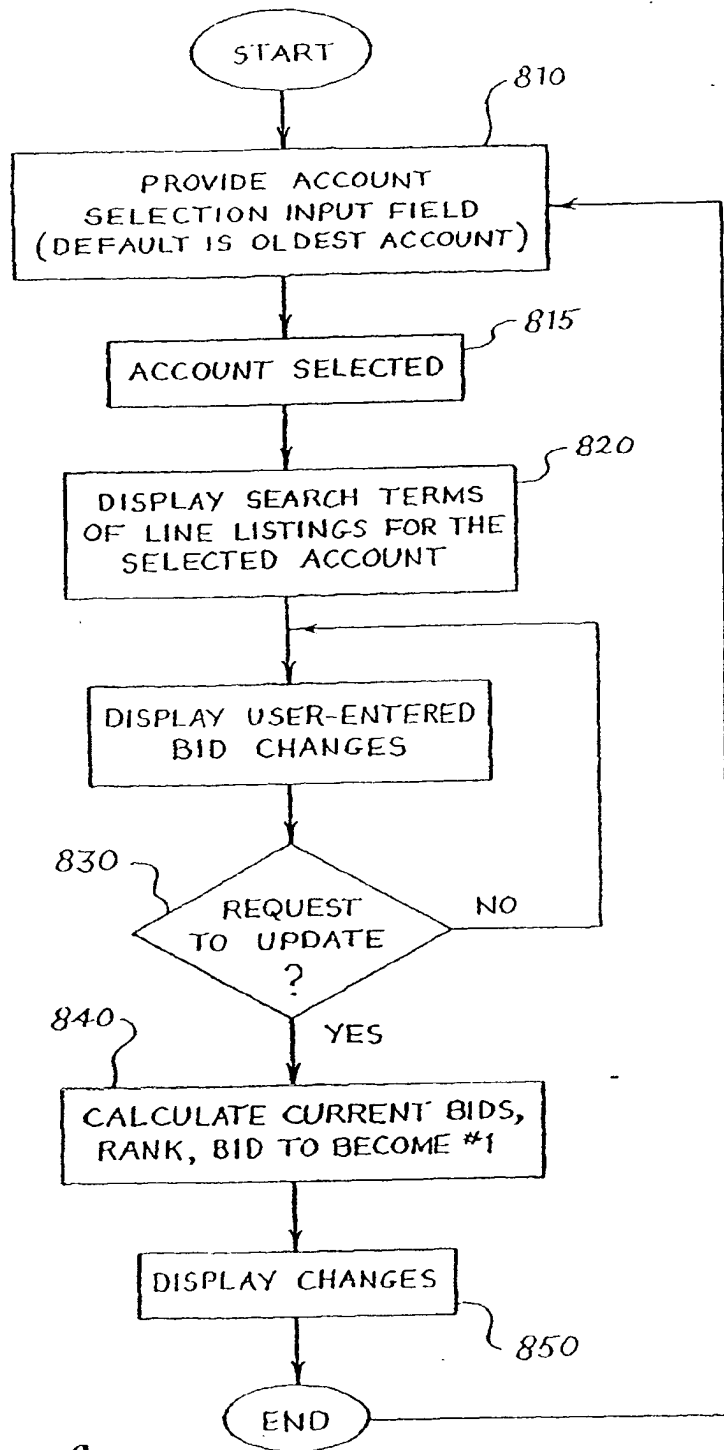 START
810
PROVIDE ACCOUNT
SELECTION INPUT FIELD
(DEFAULT IS OLDEST ACCOUNT)
815
ACCOUNT SELECTED
820
DISPLAY SEARCH TERMS
OF LINE LISTINGS FOR THE
SELECTED ACCOUNT
DISPLAY USER-ENTERED
BID CHANGES
830
REQUEST
TO UPDATE
?
NO
840
YES
CALCULATE CURRENT BIDS,
RANK, BID TO BECOME #1
DISPLAY CHANGES
850
END